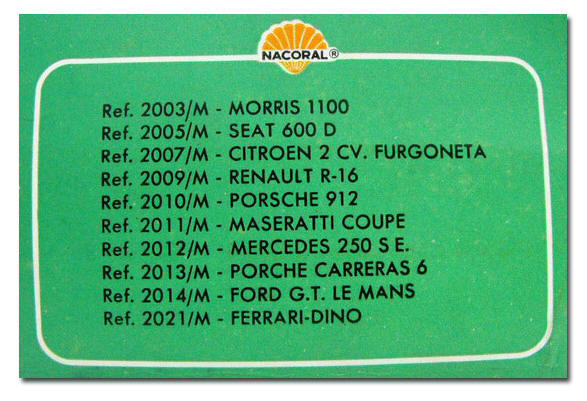 NACORAL®
Ref. 2003/M - MORRIS 1100
Ref. 2005/M - SEAT 600 D
Ref. 2007/M - CITROEN 2 CV. FURGONETA
Ref. 2009/M - RENAULT R-16
Ref. 2010/M - PORSCHE 912
Ref. 2011/M - MASERATTI COUPE
Ref. 2012/M - MERCEDES 250 S E.
Ref. 2013/M - PORCHE CARRERAS 6
Ref. 2014/M - FORD G.T. LE MANS
Ref. 2021/M - FERRARI-DINO